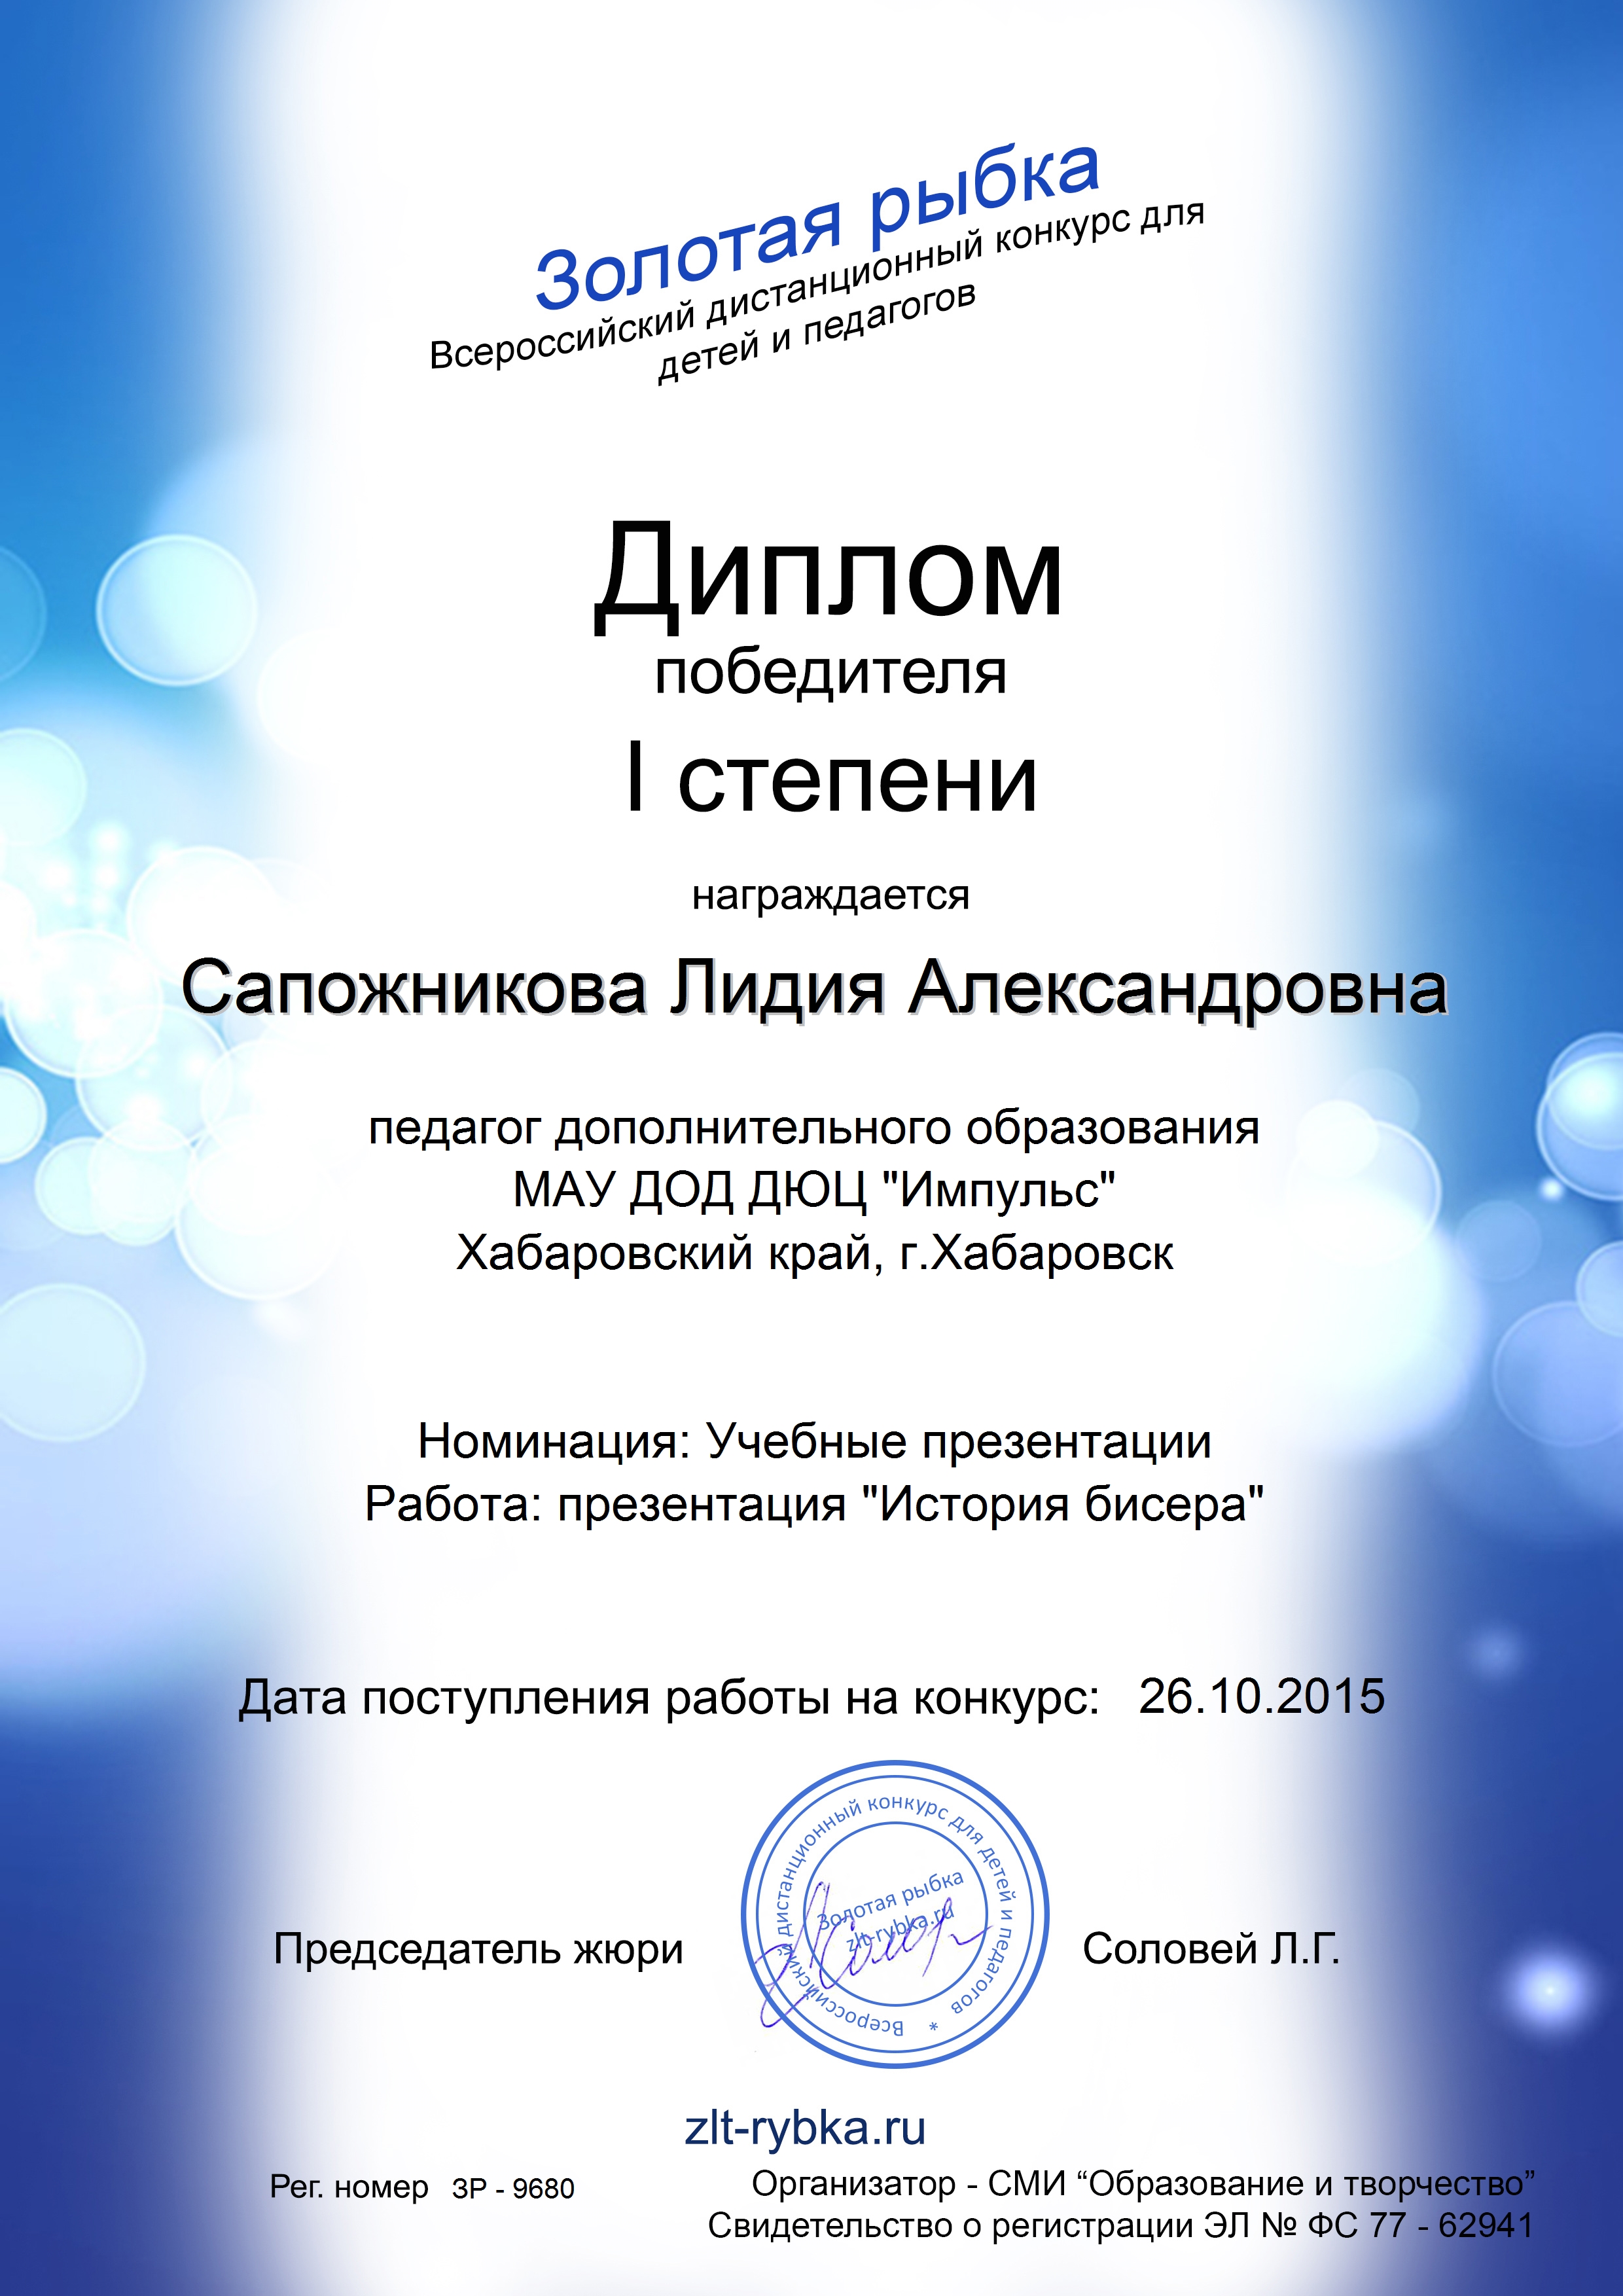 Золотая рыбка
Всероссийский дистанционный конкурс для
детей и педагогов
Диплом
победителя
I степени
награждается
Сапожникова Лидия Александровна
педагог дополнительного образования
МАУ ДОД ДЮЦ "Импульс"
Хабаровский край, г.Хабаровск
Номинация: Учебные презентации
Работа: презентация "История бисера"
Дата поступления работы на конкурс: 26.10.2015
Председатель жюри
Всероссийский дистанционный конкурс для детей и педагогов *
Золотая рыбка
zlt-rybka.ru
Соловей Л.Г.
zlt-rybka.ru
Рег. номер ЗР - 9680
Организатор - СМИ “Образование и творчество”
Свидетельство о регистрации ЭЛ № ФС 77 - 62941